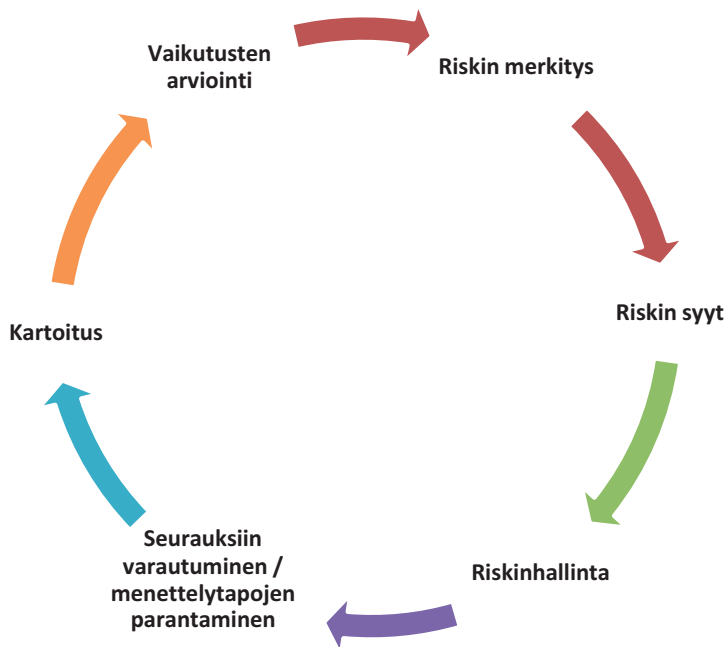 Vaikutusten
arviointi
Riskin merkitys
Riskin syyt
Riskinhallinta
Seurauksiin
varautuminen /
menettelytapojen
parantaminen
Kartoitus